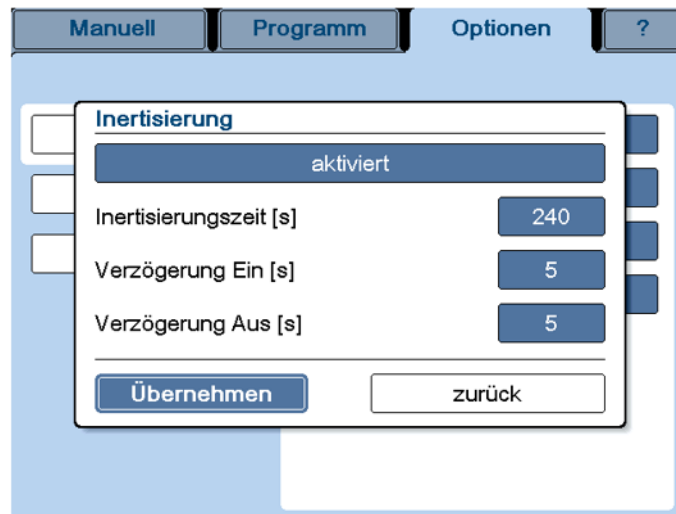 Manuell Programm Optionen ?
Inertisierung
aktiviert
Inertisierungszeit [s] 240
Verzögerung Ein [s] 5
Verzögerung Aus [s] 5
Übernehmen zurück